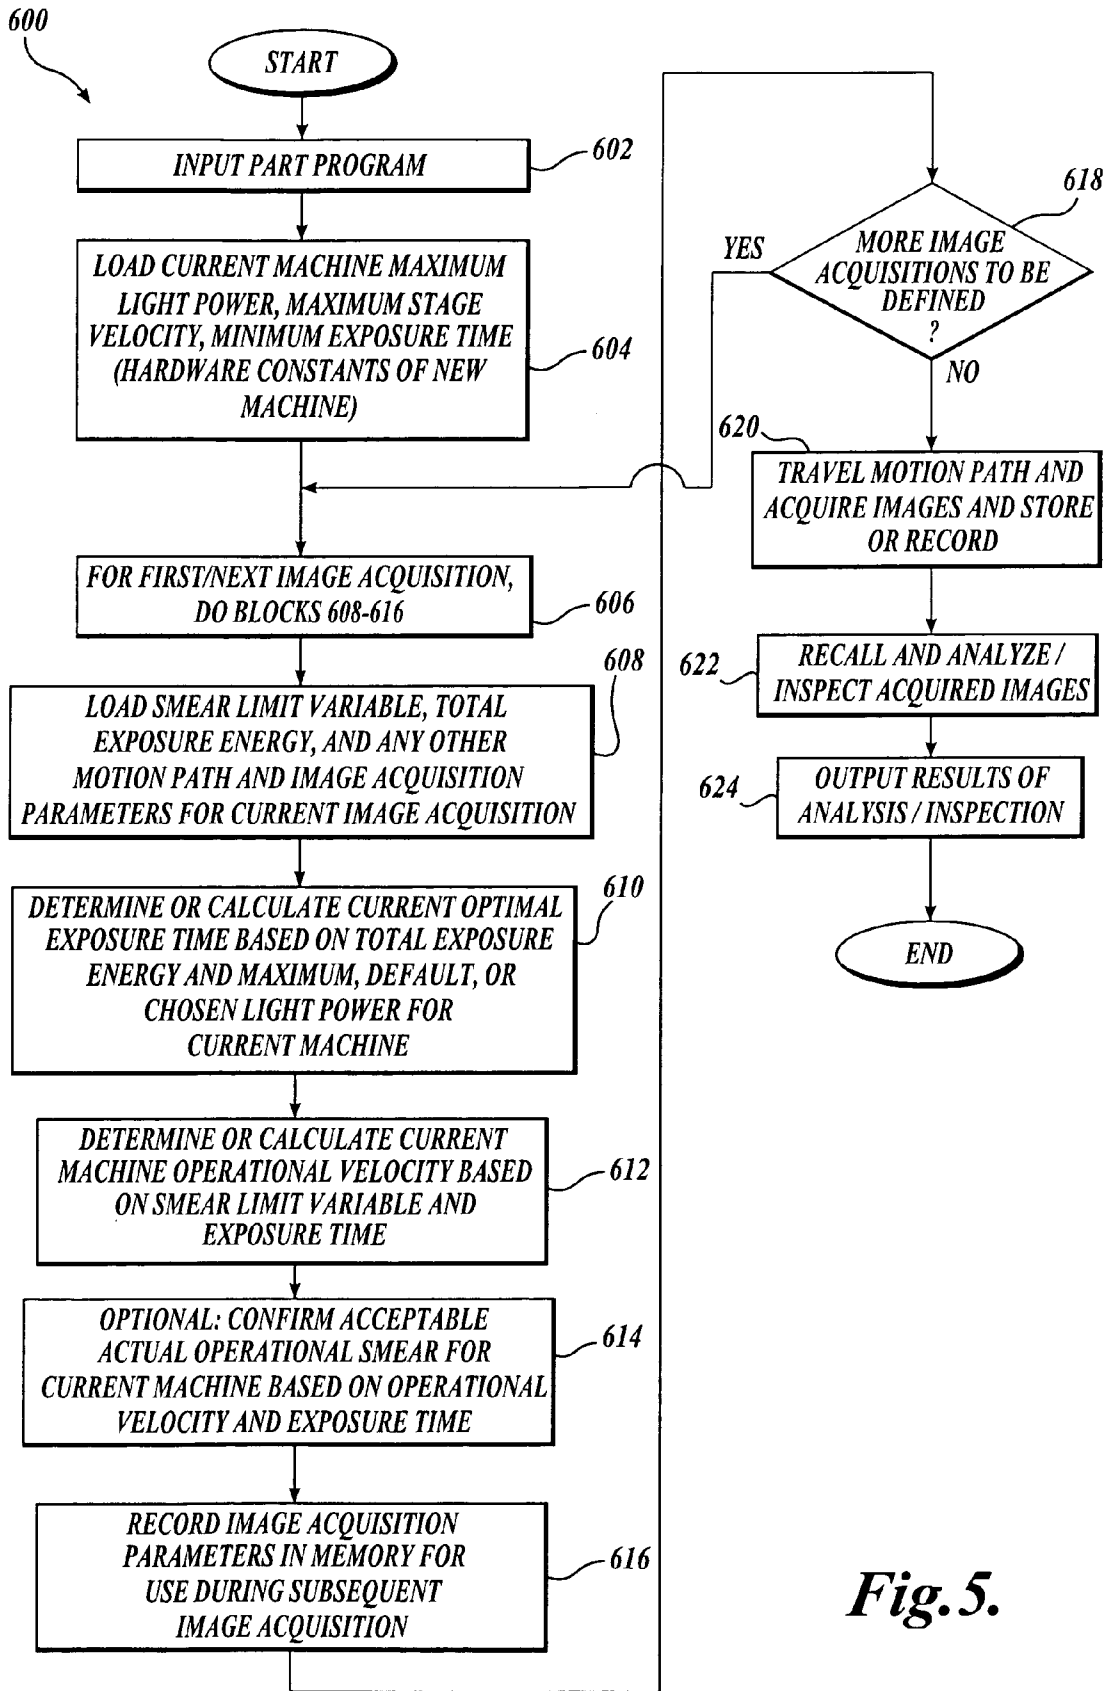 600
START
INPUT PART PROGRAM
602
LOAD CURRENT MACHINE MAXIMUM
LIGHT POWER, MAXIMUM STAGE
VELOCITY, MINIMUM EXPOSURE TIME
(HARDWARE CONSTANTS OF NEW
MACHINE)
604
FOR FIRST/NEXT IMAGE ACQUISITION,
DO BLOCKS 608-616
606
608
LOAD SMEAR LIMIT VARIABLE, TOTAL
EXPOSURE ENERGY, AND ANY OTHER
MOTION PATH AND IMAGE ACQUISITION
PARAMETERS FOR CURRENT IMAGE ACQUISITION
610
DETERMINE OR CALCULATE CURRENT OPTIMAL
EXPOSURE TIME BASED ON TOTAL EXPOSURE
ENERGY AND MAXIMUM, DEFAULT, OR
CHOSEN LIGHT POWER FOR
CURRENT MACHINE
DETERMINE OR CALCULATE CURRENT
MACHINE OPERATIONAL VELOCITY BASED
ON SMEAR LIMIT VARIABLE AND
EXPOSURE TIME
612
OPTIONAL: CONFIRM ACCEPTABLE
ACTUAL OPERATIONAL SMEAR FOR
CURRENT MACHINE BASED ON OPERATIONAL
VELOCITY AND EXPOSURE TIME
614
RECORD IMAGE ACQUISITION
PARAMETERS IN MEMORY FOR
USE DURING SUBSEQUENT
IMAGE ACQUISITION
616
618
YES
MORE IMAGE
ACQUISITIONS TO BE
DEFINED
?
NO
620
TRAVEL MOTION PATH AND
ACQUIRE IMAGES AND STORE
OR RECORD
622
RECALL AND ANALYZE /
INSPECT ACQUIRED IMAGES
624
OUTPUT RESULTS OF
ANALYSIS / INSPECTION
END
Fig. 5.